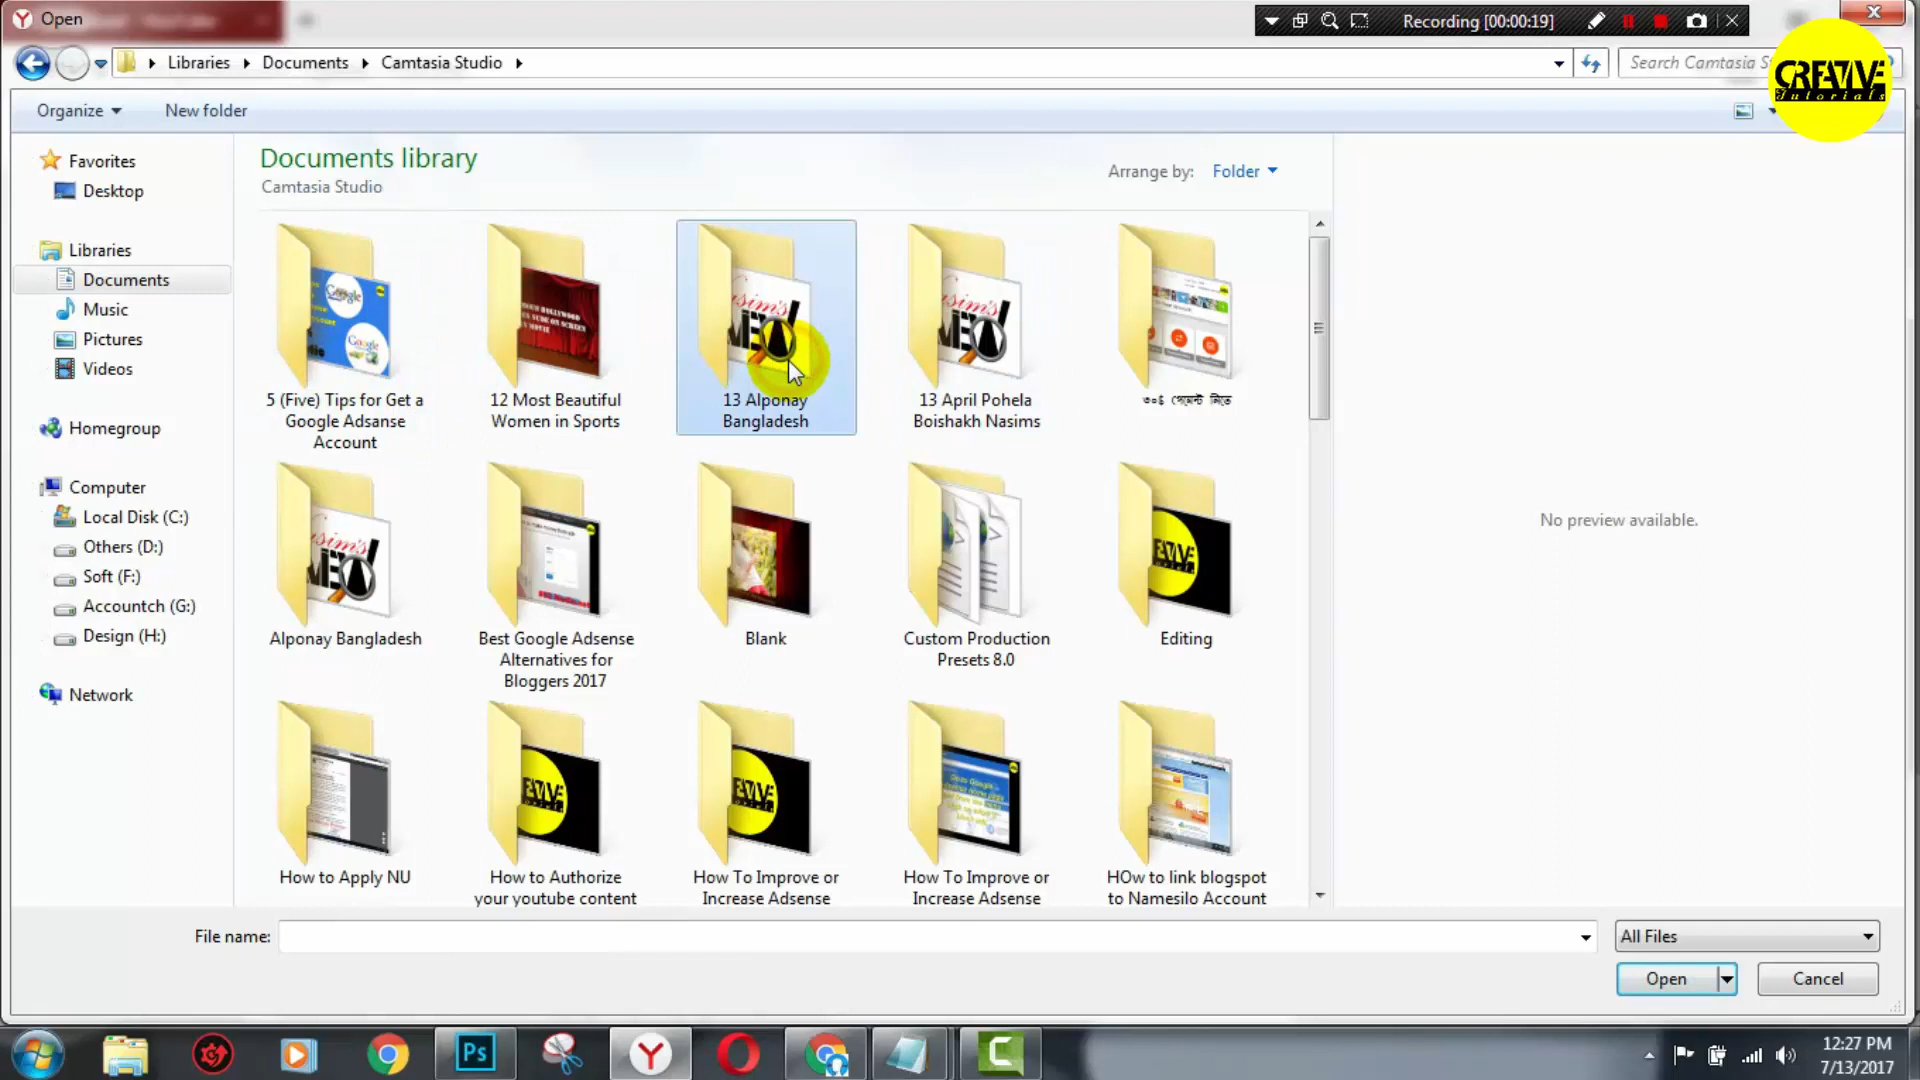 Open
Recording [00:00:19]
Libraries
Documents
Camtasia Studio
Search Camtasia S
CREATIVE
Tutorials
Organize
New folder
Favorites
Desktop
Libraries
Documents
Music
Pictures
Videos
Homegroup
Computer
Local Disk (C:)
Others (D:)
Soft (F:)
Accountch (G:)
Design (H:)
Network
Documents library
Camtasia Studio
Arrange by:
Folder
5 (Five) Tips for Get a
Google Adsanse
Account
12 Most Beautiful
Women in Sports
13 Alponay
Bangladesh
13 April Pohela
Boishakh Nasims
৩০$ পেমেন্ট নিতে
Alponay Bangladesh
Best Google Adsense
Alternatives for
Bloggers 2017
Blank
Custom Production
Presets 8.0
Editing
How to Apply NU
How to Authorize
your youtube content
How To Improve or
Increase Adsense
How To Improve or
Increase Adsense
HOw to link blogspot
to Namesilo Account
No preview available.
File name:
All Files
Open
Cancel
Ps
12:27 PM
7/13/2017